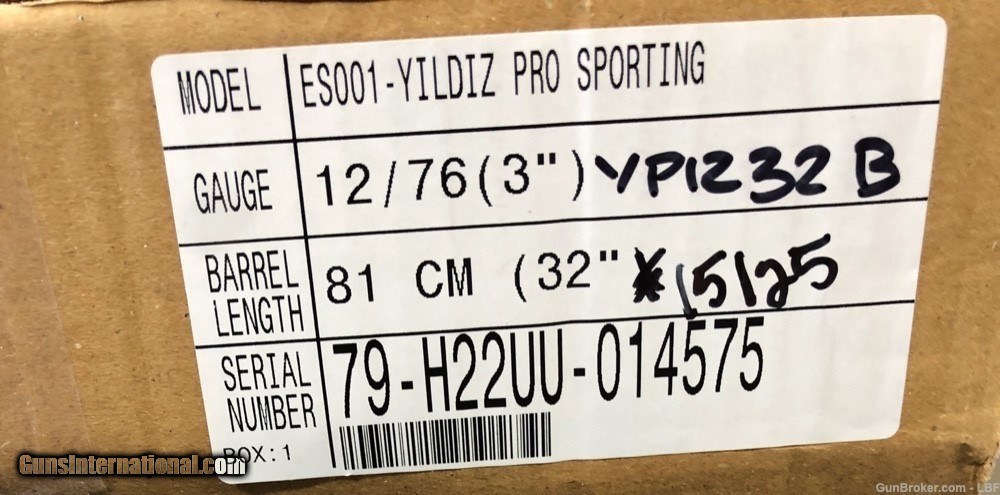 MODEL ES001-YILDIZ PRO SPORTING
GAUGE 12/76(3") YP1232 B
BARREL LENGTH 81 CM (32" *15125
SERIAL NUMBER 79-H22UU-014575
BOX:1
GunsInternational.com
GunBroker.com - LBF